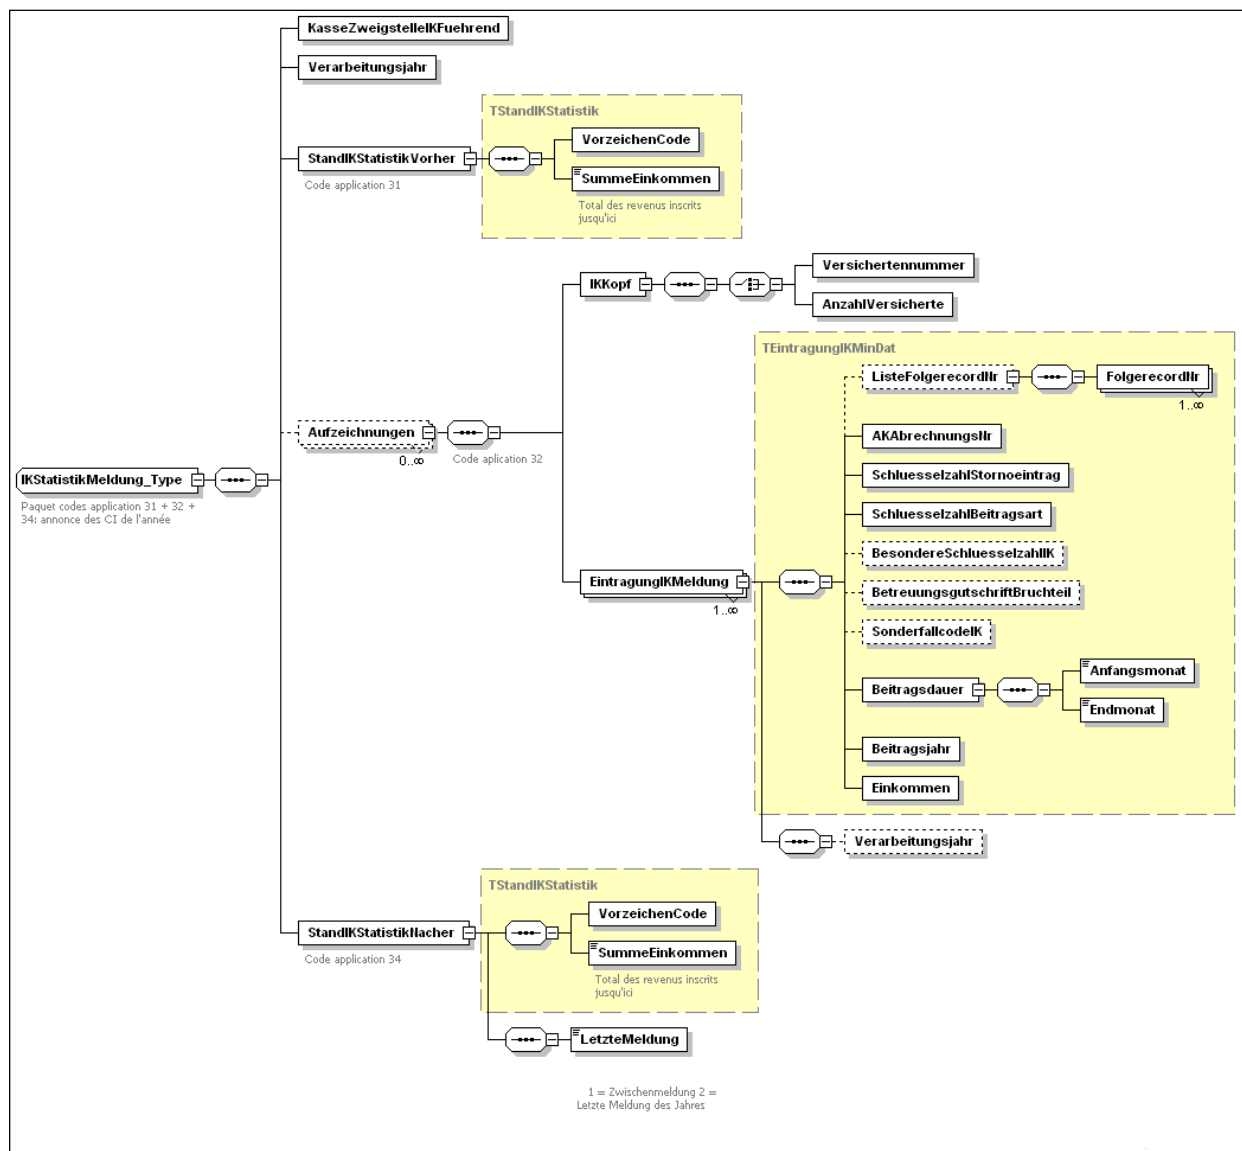 KasseZweigstelleIKFuehrend
Verarbeitungsjahr
TStandIKStatistik
VorzeichenCode
StandIKStatistikVorher
SummeEinkommen
Code application 31
Total des revenus inscrits
jusqu'ici
IKKopf
Versichertennummer
AnzahlVersicherte
TEintragungIKMinDat
ListeFolgerecordNr
FolgerecordNr
1..∞
Aufzeichnungen
0..∞
Code aplication 32
AKAbrechnungsNr
IKStatistikMeldung_Type
Paquet codes application 31 + 32 +
34: annonce des CI de l'année
SchluesselzahlStornoeintrag
SchluesselzahlBeitragsart
BesondereSchluesselzahlIK
EintragungIKMeldung
1..∞
BetreuungsgutschriftBruchteil
SonderfallcodeIK
Beitragsdauer
Anfangsmonat
Endmonat
Beitragsjahr
Einkommen
Verarbeitungsjahr
TStandIKStatistik
VorzeichenCode
StandIKStatistikNacher
SummeEinkommen
Code application 34
Total des revenus inscrits
jusqu'ici
LetzteMeldung
1 = Zwischenmeldung 2 =
Letzte Meldung des Jahres